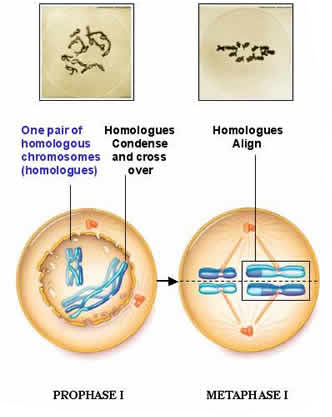 One pair of
homologous
chromosomes
(homologues)
Homologues
Condense
and cross
over
Homologues
Align
PROPHASE I
METAPHASE I